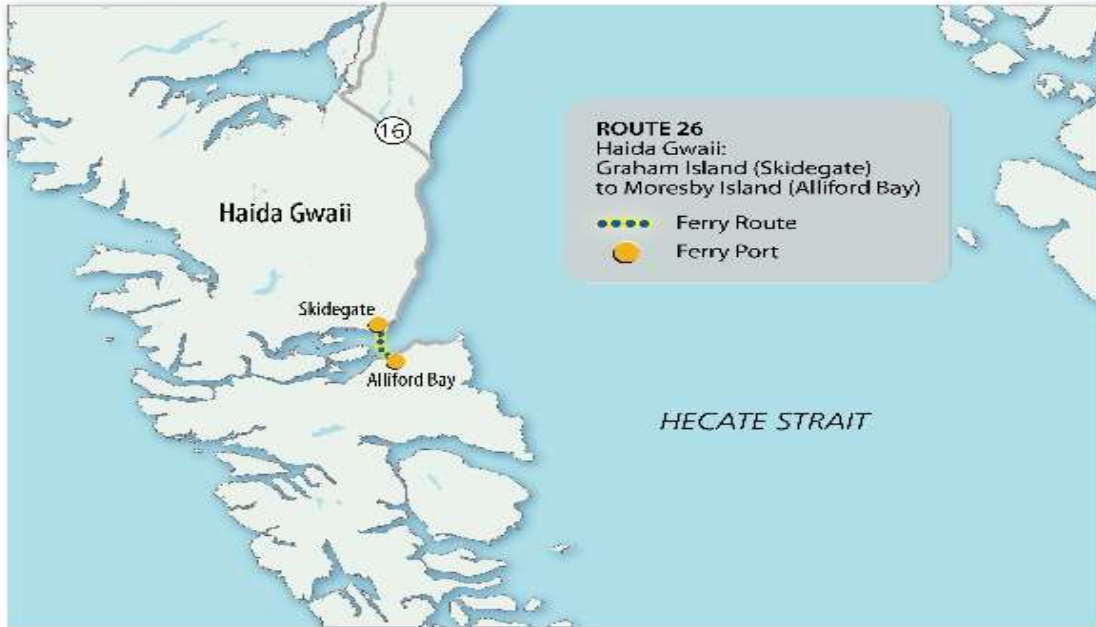 16
ROUTE 26
Haida Gwaii:
Graham Island (Skidegate)
to Moresby Island (Alliford Bay)
Ferry Route
Ferry Port
Haida Gwaii
Skidegate
Alliford Bay
HECATE STRAIT